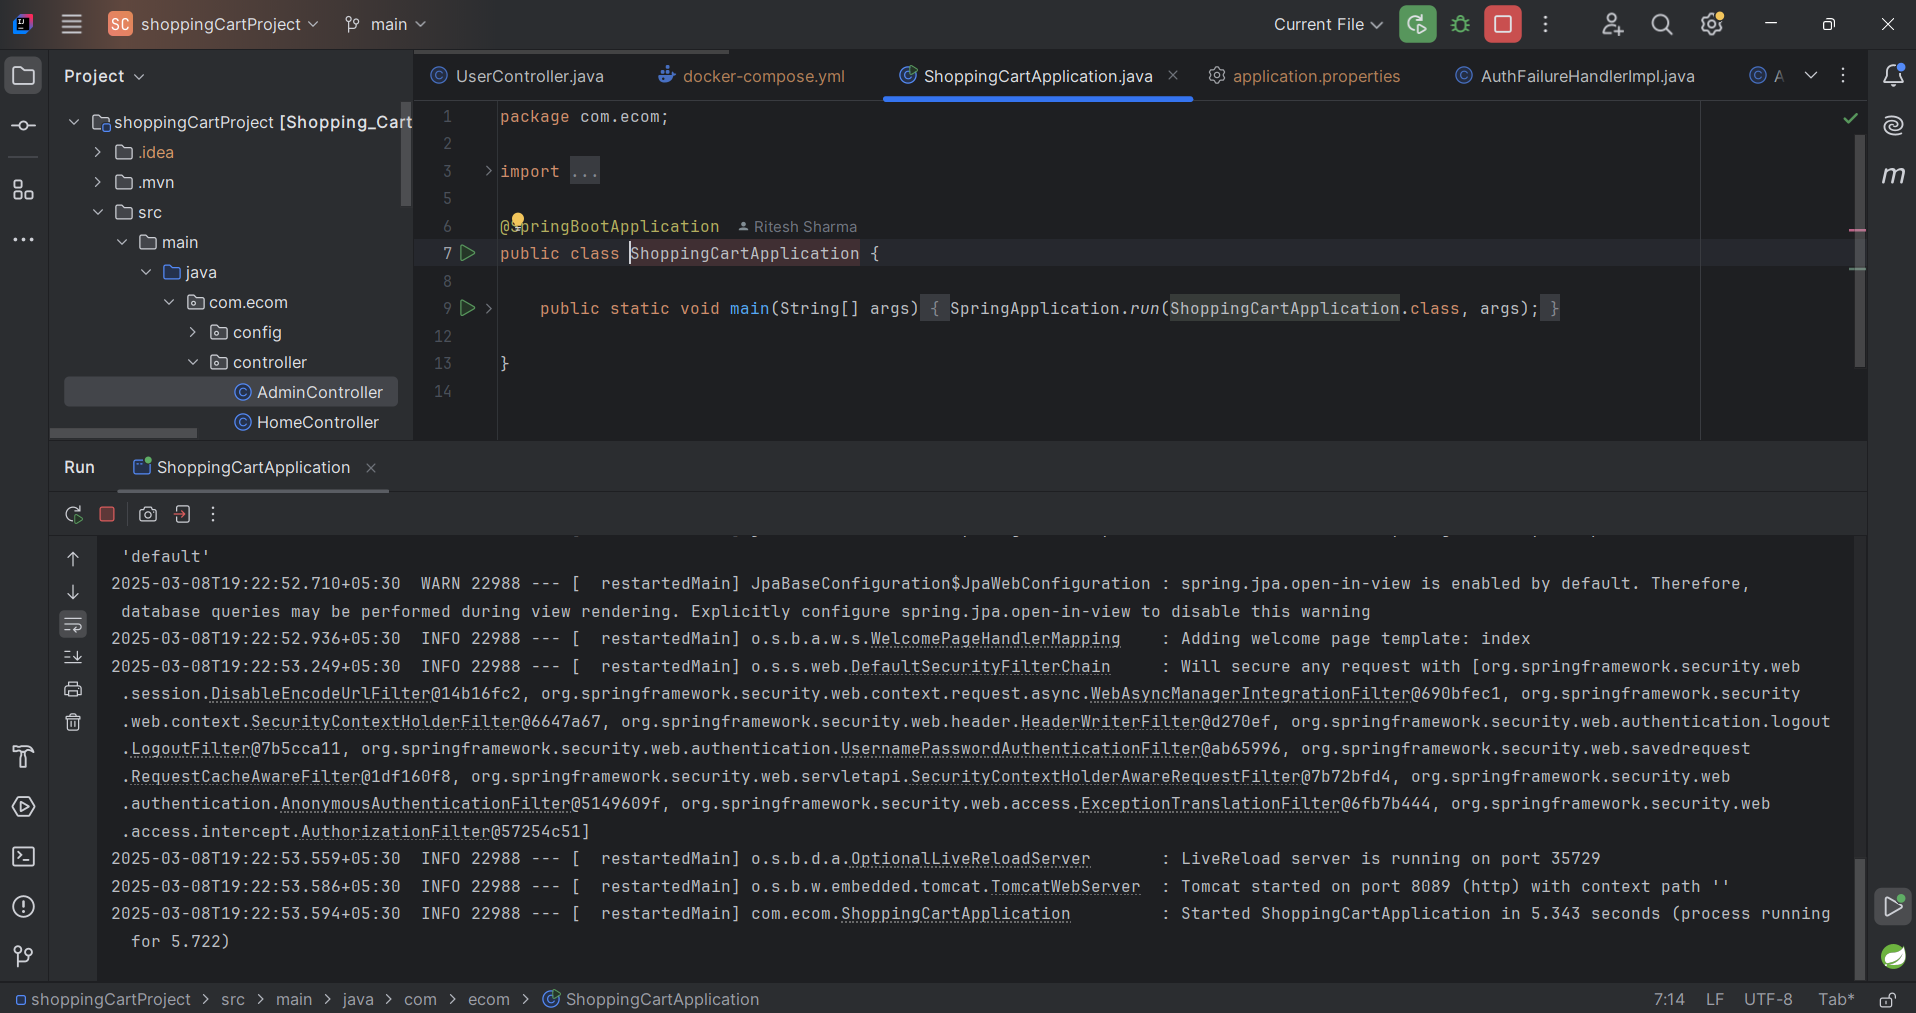 SC shoppingCartProject main Current File
Project
UserController.java docker-compose.yml ShoppingCartApplication.java application.properties AuthFailureHandlerImpl.java A
shoppingCartProject [Shopping_Cart
.idea
.mvn
src
main
java
com.ecom
config
controller
AdminController
HomeController
1 package com.ecom;
2
3 import ...
5
6 @SpringBootApplication Ritesh Sharma
7 public class ShoppingCartApplication {
8
9 public static void main(String[] args) { SpringApplication.run(ShoppingCartApplication.class, args); }
12
13 }
14
m
Run ShoppingCartApplication
'default'
2025-03-08T19:22:52.710+05:30 WARN 22988 --- [ restartedMain] JpaBaseConfiguration$JpaWebConfiguration : spring.jpa.open-in-view is enabled by default. Therefore,
database queries may be performed during view rendering. Explicitly configure spring.jpa.open-in-view to disable this warning
2025-03-08T19:22:52.936+05:30 INFO 22988 --- [ restartedMain] o.s.b.a.w.s.WelcomePageHandlerMapping : Adding welcome page template: index
2025-03-08T19:22:53.249+05:30 INFO 22988 --- [ restartedMain] o.s.s.web.DefaultSecurityFilterChain : Will secure any request with [org.springframework.security.web
.session.DisableEncodeUrlFilter@14b16fc2, org.springframework.security.web.context.request.async.WebAsyncManagerIntegrationFilter@690bfec1, org.springframework.security
.web.context.SecurityContextHolderFilter@6647a67, org.springframework.security.web.header.HeaderWriterFilter@d270ef, org.springframework.security.web.authentication.logout
.LogoutFilter@7b5cca11, org.springframework.security.web.authentication.UsernamePasswordAuthenticationFilter@ab65996, org.springframework.security.web.savedrequest
.RequestCacheAwareFilter@1df160f8, org.springframework.security.web.servletapi.SecurityContextHolderAwareRequestFilter@7b72bfd4, org.springframework.security.web
.authentication.AnonymousAuthenticationFilter@5149609f, org.springframework.security.web.access.ExceptionTranslationFilter@6fb7b444, org.springframework.security.web
.access.intercept.AuthorizationFilter@57254c51]
2025-03-08T19:22:53.559+05:30 INFO 22988 --- [ restartedMain] o.s.b.d.a.OptionalLiveReloadServer : LiveReload server is running on port 35729
2025-03-08T19:22:53.586+05:30 INFO 22988 --- [ restartedMain] o.s.b.w.embedded.tomcat.TomcatWebServer : Tomcat started on port 8089 (http) with context path ''
2025-03-08T19:22:53.594+05:30 INFO 22988 --- [ restartedMain] com.ecom.ShoppingCartApplication : Started ShoppingCartApplication in 5.343 seconds (process running
for 5.722)
shoppingCartProject > src > main > java > com > ecom > ShoppingCartApplication 7:14 LF UTF-8 Tab*